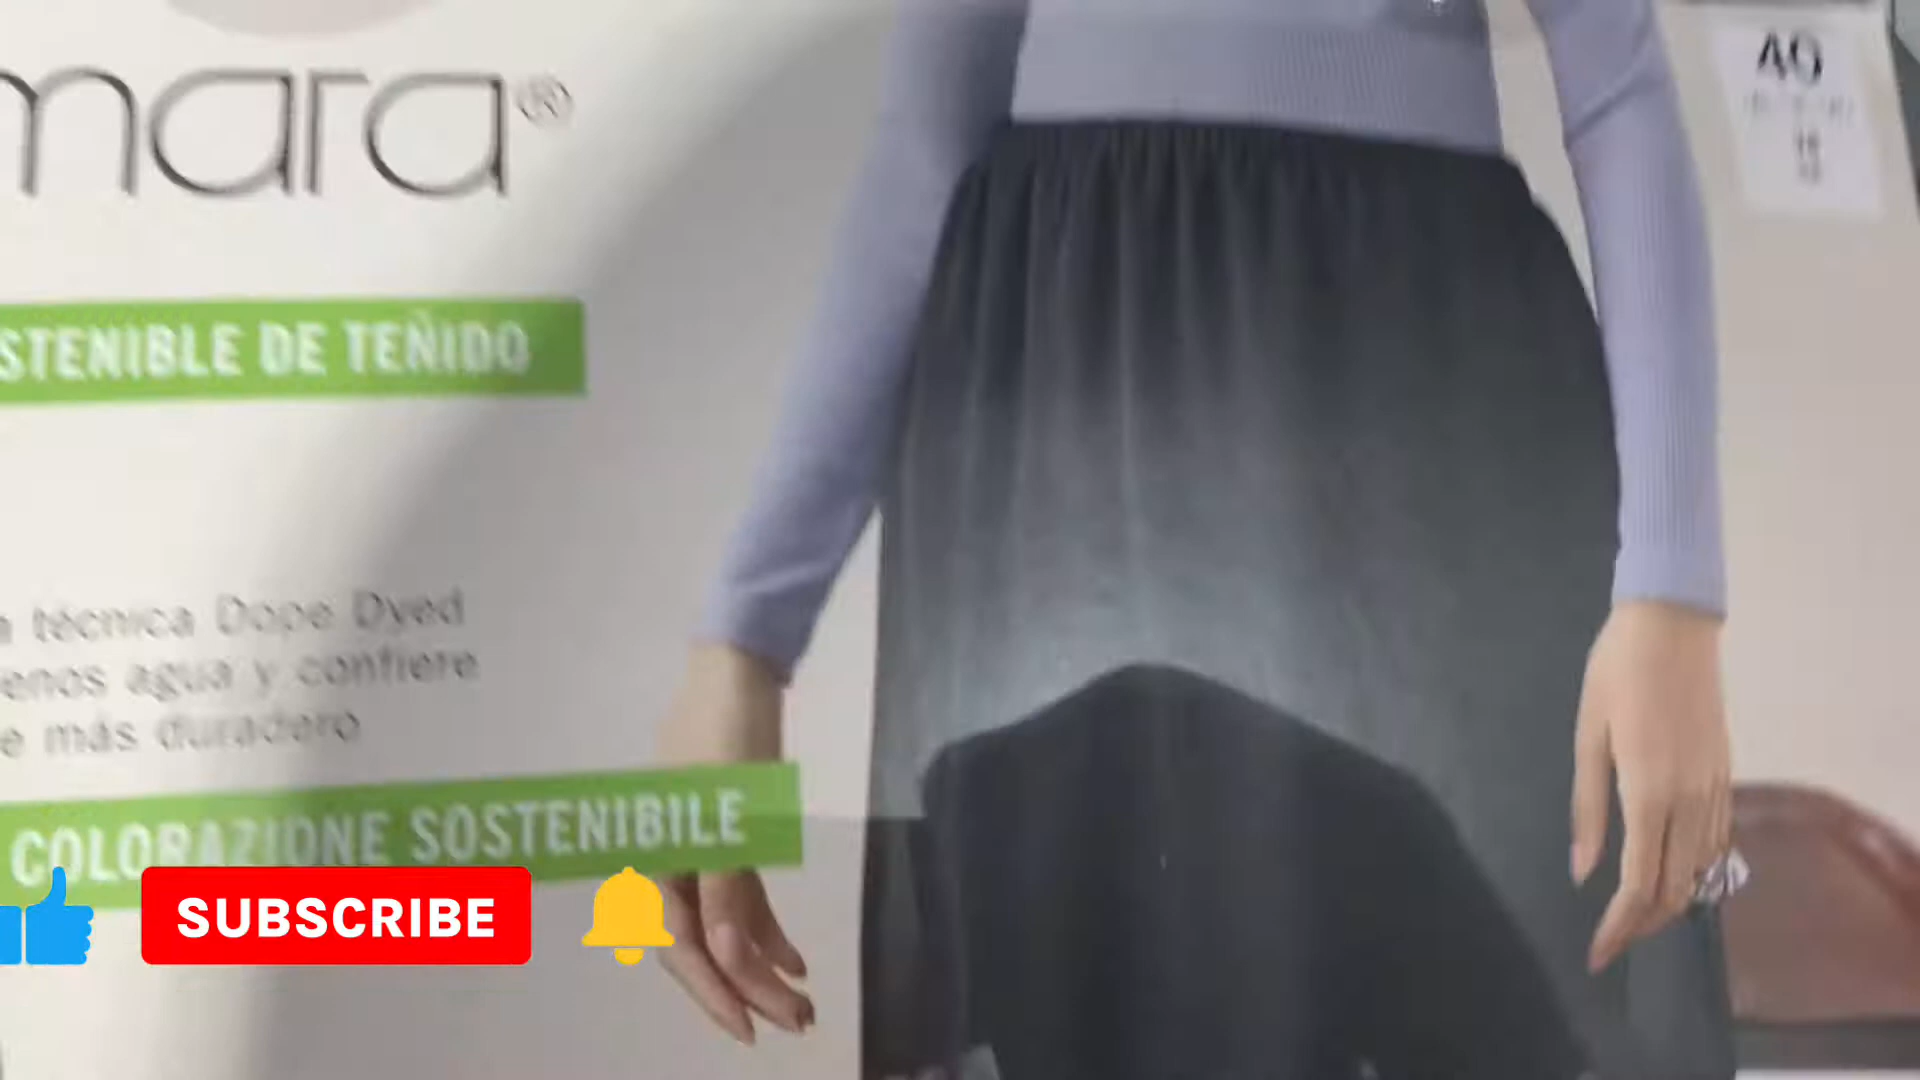 mara®
STENIBLE DE TEÑIDO
técnica Dope Dyed
enos agua y confiere
e más duradero
COLORAZIONE SOSTENIBILE
SUBSCRIBE
40